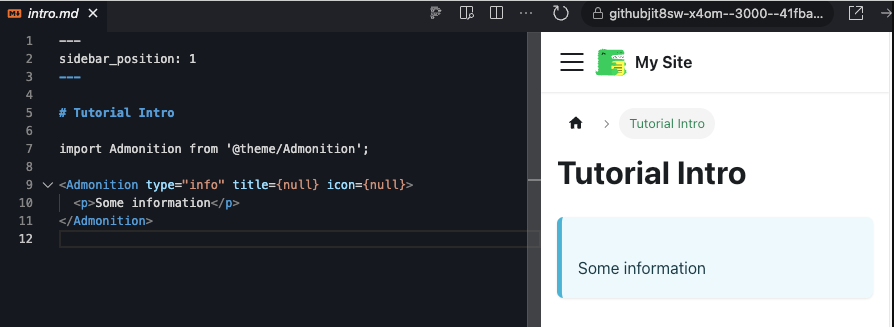 intro.md
githubjit8sw-x4om--3000--41fba...
1 ---
2 sidebar_position: 1
3 ---
4
5 # Tutorial Intro
6
7 import Admonition from '@theme/Admonition';
8
9 <Admonition type="info" title={null} icon={null}>
10 <p>Some information</p>
11 </Admonition>
12
My Site
Tutorial Intro
Tutorial Intro
Some information